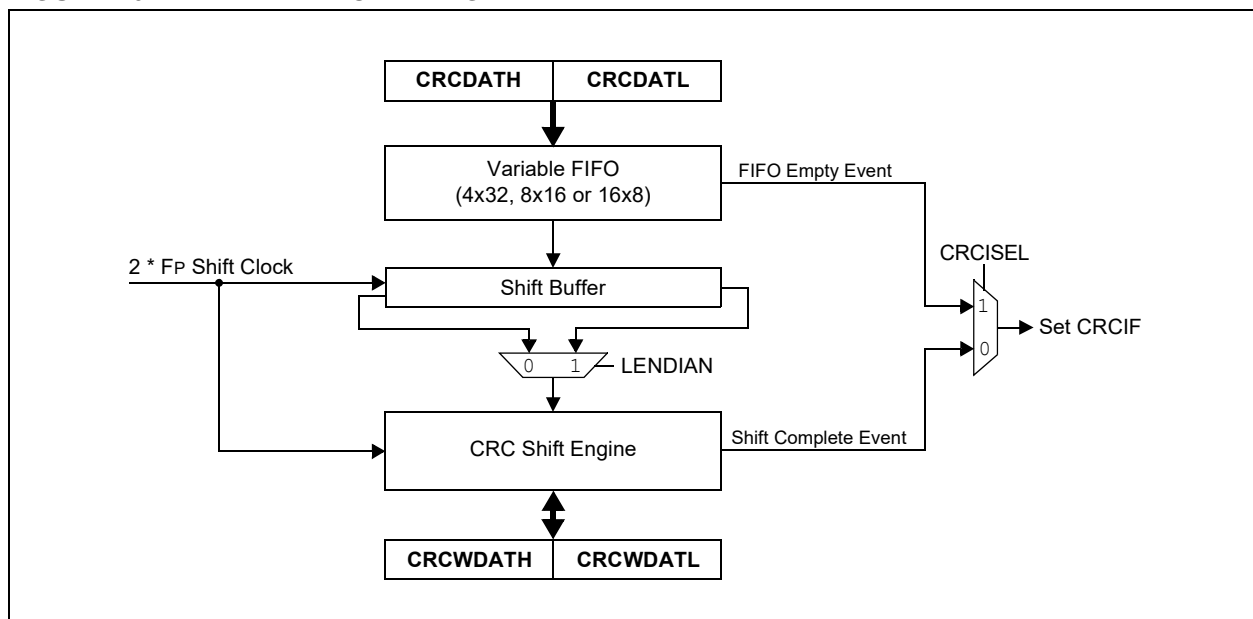 CRCDATH CRCDATL
Variable FIFO
(4x32, 8x16 or 16x8)
FIFO Empty Event
CRCISEL
2 * FP Shift Clock
Shift Buffer
1
Set CRCIF
0
0 1
LENDIAN
CRC Shift Engine
Shift Complete Event
CRCWDATH CRCWDATL